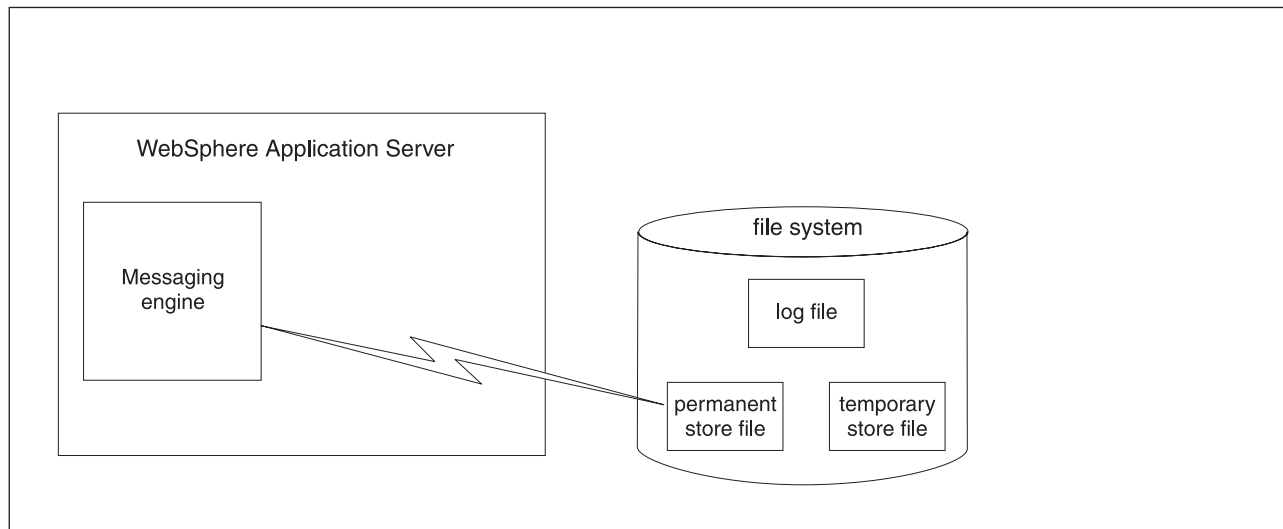 WebSphere Application Server
Messaging
engine
file system
log file
permanent
store file
temporary
store file